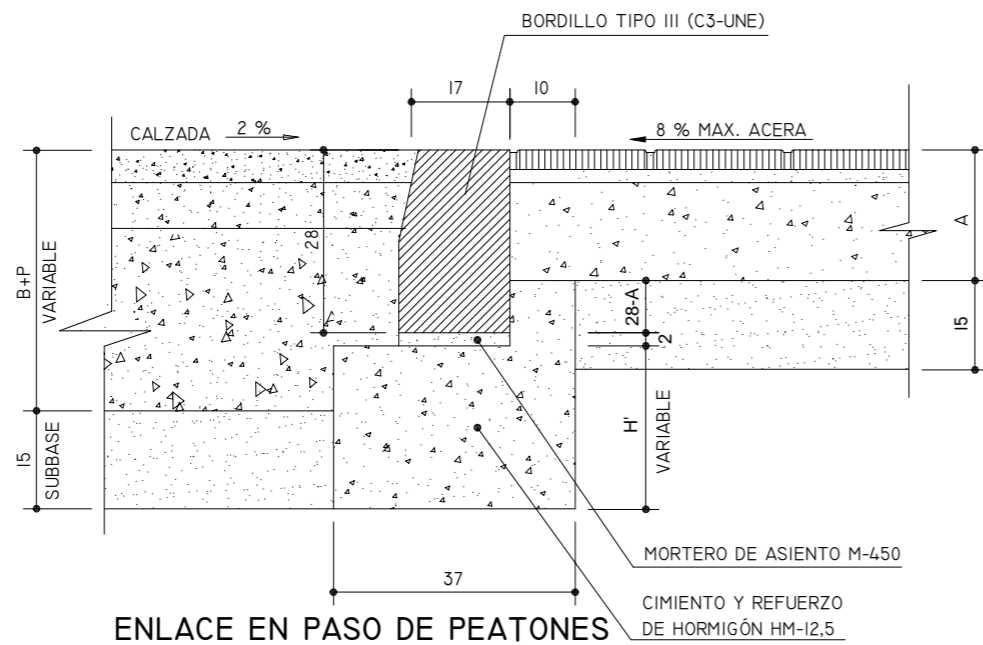 BORDILLO TIPO III (C3-UNE)
17
10
CALZADA 2 %
8 % MAX. ACERA
28
B+P
VARIABLE
A
28-A
2
15
H'
VARIABLE
15
SUBBASE
37
MORTERO DE ASIENTO M-450
CIMIENTO Y REFUERZO
DE HORMIGÓN HM-12,5
ENLACE EN PASO DE PEATONES